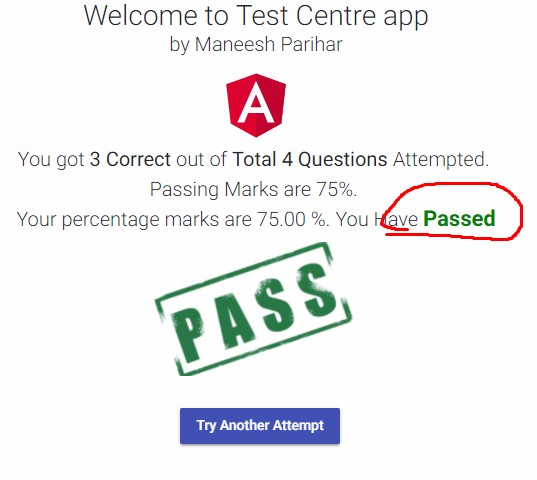 Welcome to Test Centre app
by Maneesh Parihar
A
You got 3 Correct out of Total 4 Questions Attempted.
Passing Marks are 75%.
Your percentage marks are 75.00 %. You Have Passed
PASS
Try Another Attempt